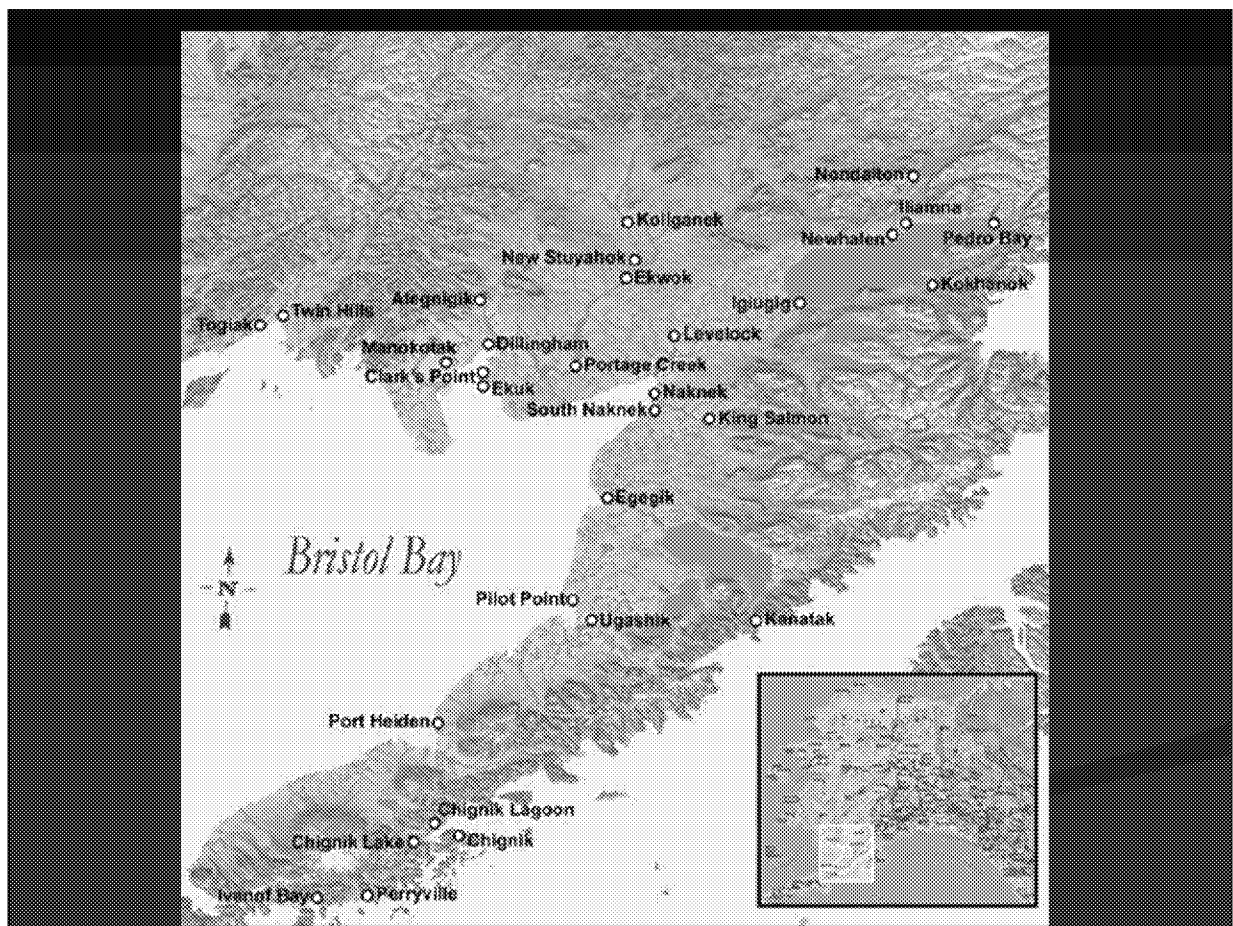 Nondalton
Iliamna
Koliganek
Newhalen
Pedro Bay
New Stuyahok
Ekwok
Kokhanok
Alegnigik
Igiugig
Twin Hills
Togiak
Levelock
Dillingham
Manokotak
Portage Creek
Clark's Point
Ekuk
Naknek
South Naknek
King Salmon
Egegik
Bristol Bay
N
Pilot Point
Ugashik
Kanatak
Port Heiden
Chignik Lagoon
Chignik Lake
Chignik
Ivanof Bay
Perryville